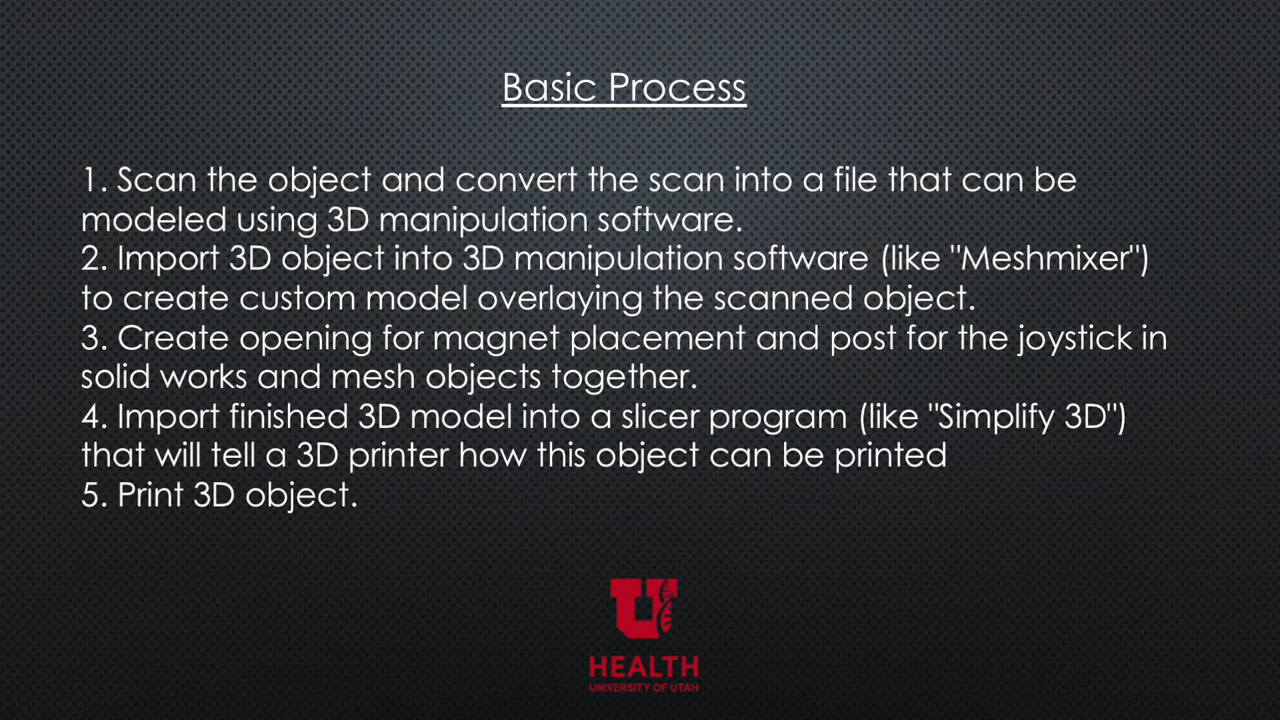 Basic Process
1. Scan the object and convert the scan into a file that can be
modeled using 3D manipulation software.
2. Import 3D object into 3D manipulation software (like "Meshmixer")
to create custom model overlaying the scanned object.
3. Create opening for magnet placement and post for the joystick in
solid works and mesh objects together.
4. Import finished 3D model into a slicer program (like "Simplify 3D")
that will tell a 3D printer how this object can be printed
5. Print 3D object.
U
HEALTH
UNIVERSITY OF UTAH